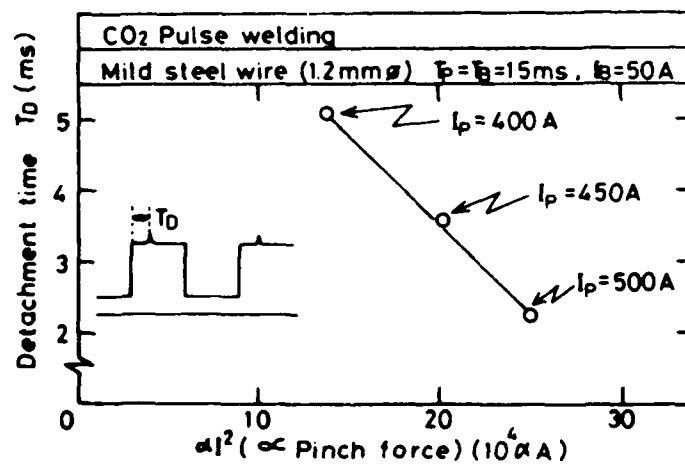 CO₂ Pulse welding
Mild steel wire (1.2mmø) Tp=TB=15ms, IB=50A
Detachment time TD (ms)
5
4
3
2
TD
Ip=400A
Ip=450A
Ip=500A
0
10
20
30
αI² (∝ Pinch force) (10⁴αA)